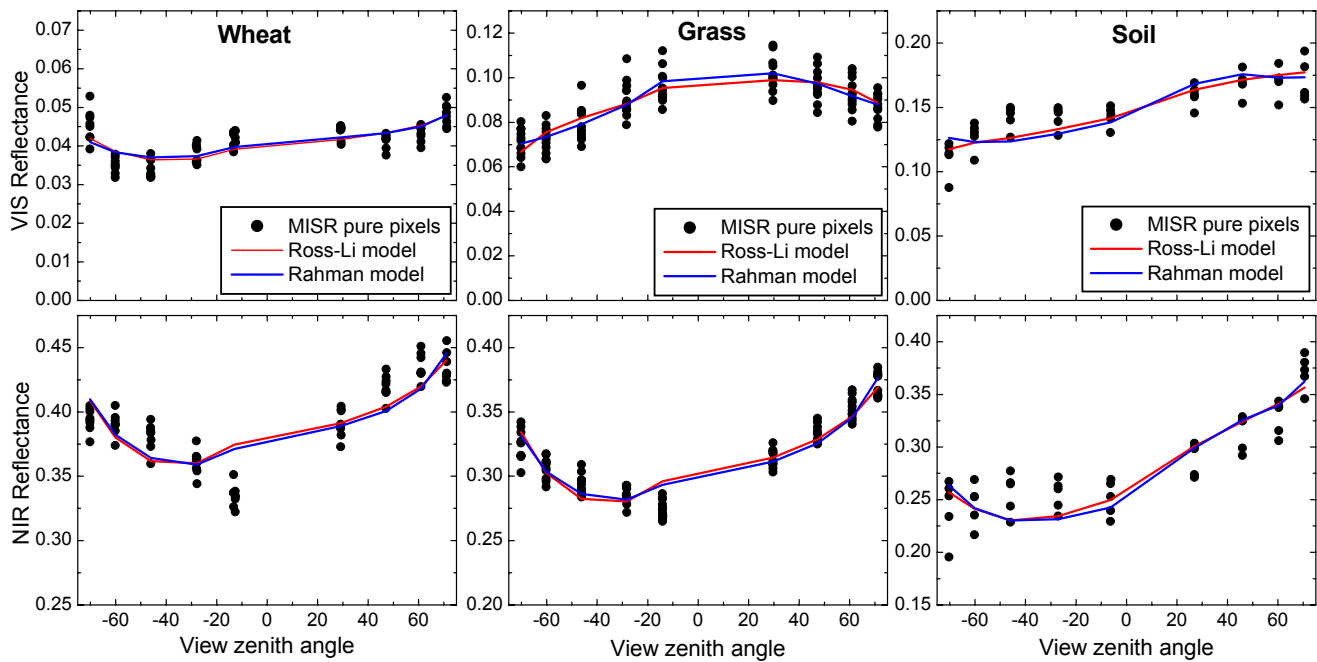 Wheat
Grass
Soil
VIS Reflectance
0.07
0.06
0.05
0.04
0.03
0.02
0.01
0.00
MISR pure pixels
Ross-Li model
Rahman model
0.12
0.10
0.08
0.06
0.04
0.02
0.00
MISR pure pixels
Ross-Li model
Rahman model
0.20
0.15
0.10
0.05
0.00
MISR pure pixels
Ross-Li model
Rahman model
NIR Reflectance
0.45
0.40
0.35
0.30
0.25
-60 -40 -20 0 20 40 60
View zenith angle
0.40
0.35
0.30
0.25
0.20
-60 -40 -20 0 20 40 60
View zenith angle
0.40
0.35
0.30
0.25
0.20
0.15
-60 -40 -20 0 20 40 60
View zenith angle